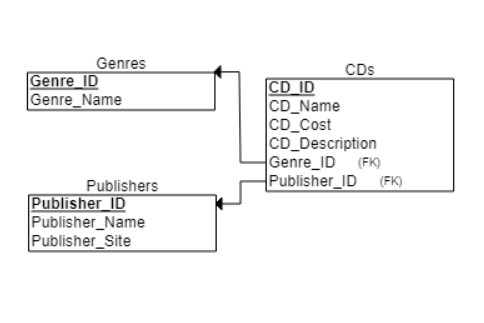 Genres
Genre_ID
Genre_Name
CDs
CD_ID
CD_Name
CD_Cost
CD_Description
Genre_ID (FK)
Publisher_ID (FK)
Publishers
Publisher_ID
Publisher_Name
Publisher_Site